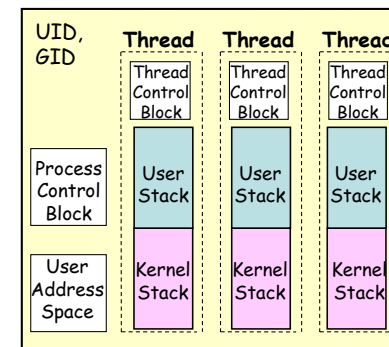 UID,
GID
Thread
Thread
Control
Block
User
Stack
Kernel
Stack
Thread
Thread
Control
Block
User
Stack
Kernel
Stack
Thread
Thread
Control
Block
User
Stack
Kernel
Stack
Process
Control
Block
User
Address
Space